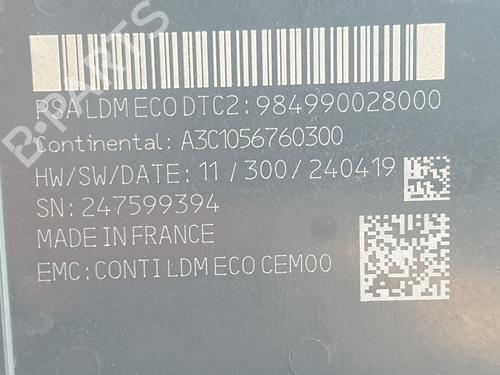 PSA LDM ECO DTC2: 984990028000
Continental: A3C1056760300
HW/SW/DATE: 11 / 300 / 240419
SN: 247599394
MADE IN FRANCE
EMC: CONTI LDM ECO CEM00
B-PARTS